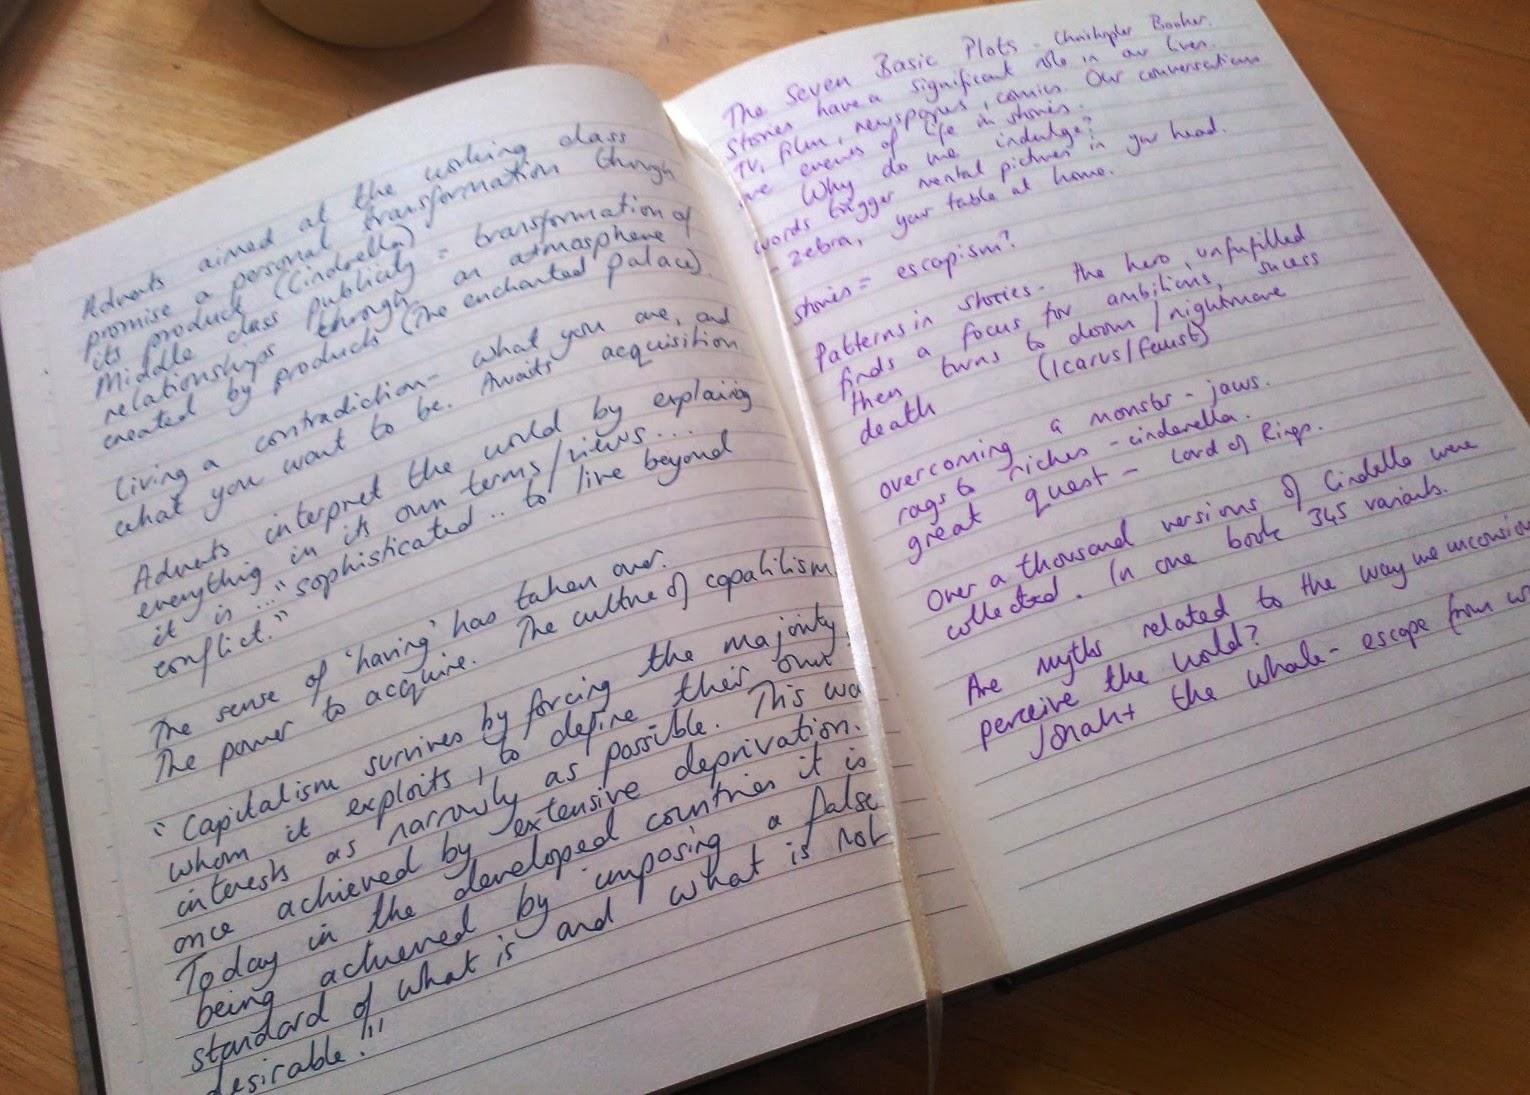 Adverts aimed at the working class
promise a personal transformation though
its product (Cinderella)
Middle class Publicity = transformation of
relationships through an atmosphere
created by products (The enchanted palace).
Living a contradiction - what you are, and
what you want to be. Awaits acquisition
Adverts interpret the world by explaing
everything in its own terms/views....
it is..."sophisticated.. to live beyond
conflict."
The sense of 'having' has taken over.
The power to acquire. The culture of capatilism
"Capitalism survives by forcing the majority,
whom it exploits, to define their own
interests as narrowly as possible. This wa
once achieved by extensive deprivation.
Today in the developed countries it is
being achieved by imposing a false
standard of what is and what is not
desirable!!"
The Seven Basic Plots - Christopher Booker.
Stories have a significant role in our lives.
TV, film, newspapers, comics. Our conversations
are events of life in stories.
Why do we indulge?
words trigger mental pictures in your head.
- zebra, your table at home.
stories = escapism?
Patterns in stories. the hero, unfufilled
finds a focus for ambitions, sucess
then turns to doom / nightmare
death (Icarus/faust)
overcoming a monster - jaws.
rags to riches - cinderella.
great quest - Lord of Rings.
Over a thousand versions of Cindella were
collected. In one book 345 variants.
Are myths related to the way we unconsiou
perceive the world?
Jonah + the whale - escape from